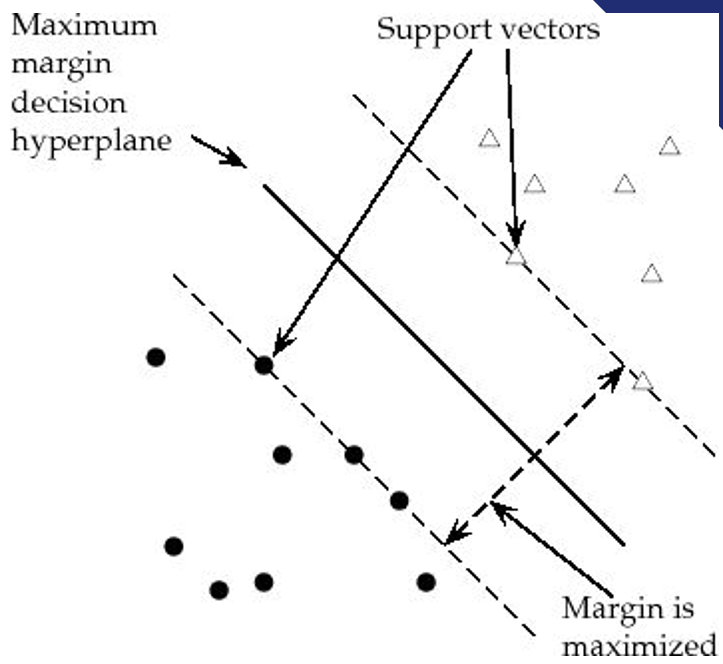 Maximum
margin
decision
hyperplane
Support vectors
Margin is
maximized